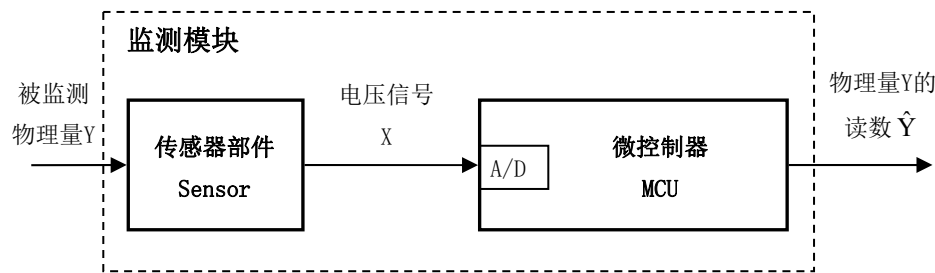 监测模块
被监测
物理量Y
传感器部件
Sensor
电压信号
X
A/D
微控制器
MCU
物理量Y的
读数 Ŷ